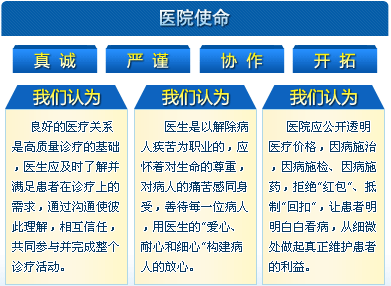 医院使命
真诚
严谨
协作
开拓
我们认为
良好的医疗关系
是高质量诊疗的基础
，医生应及时了解并
满足患者在诊疗上的
需求，通过沟通使彼
此理解，相互信任，
共同参与并完成整个
诊疗活动。
我们认为
医生是以解除病
人疾苦为职业的，应
怀着对生命的尊重，
对病人的痛苦感同身
受，善待每一位病人
，用医生的“爱心、
耐心和细心”构建病
人的放心。
我们认为
医院应公开透明
医疗价格，因病施治
，因病施检、因病施
药，拒绝“红包”、抵
制“回扣”，让患者明
明白白看病，从细微
处做起真正维护患者
的利益。